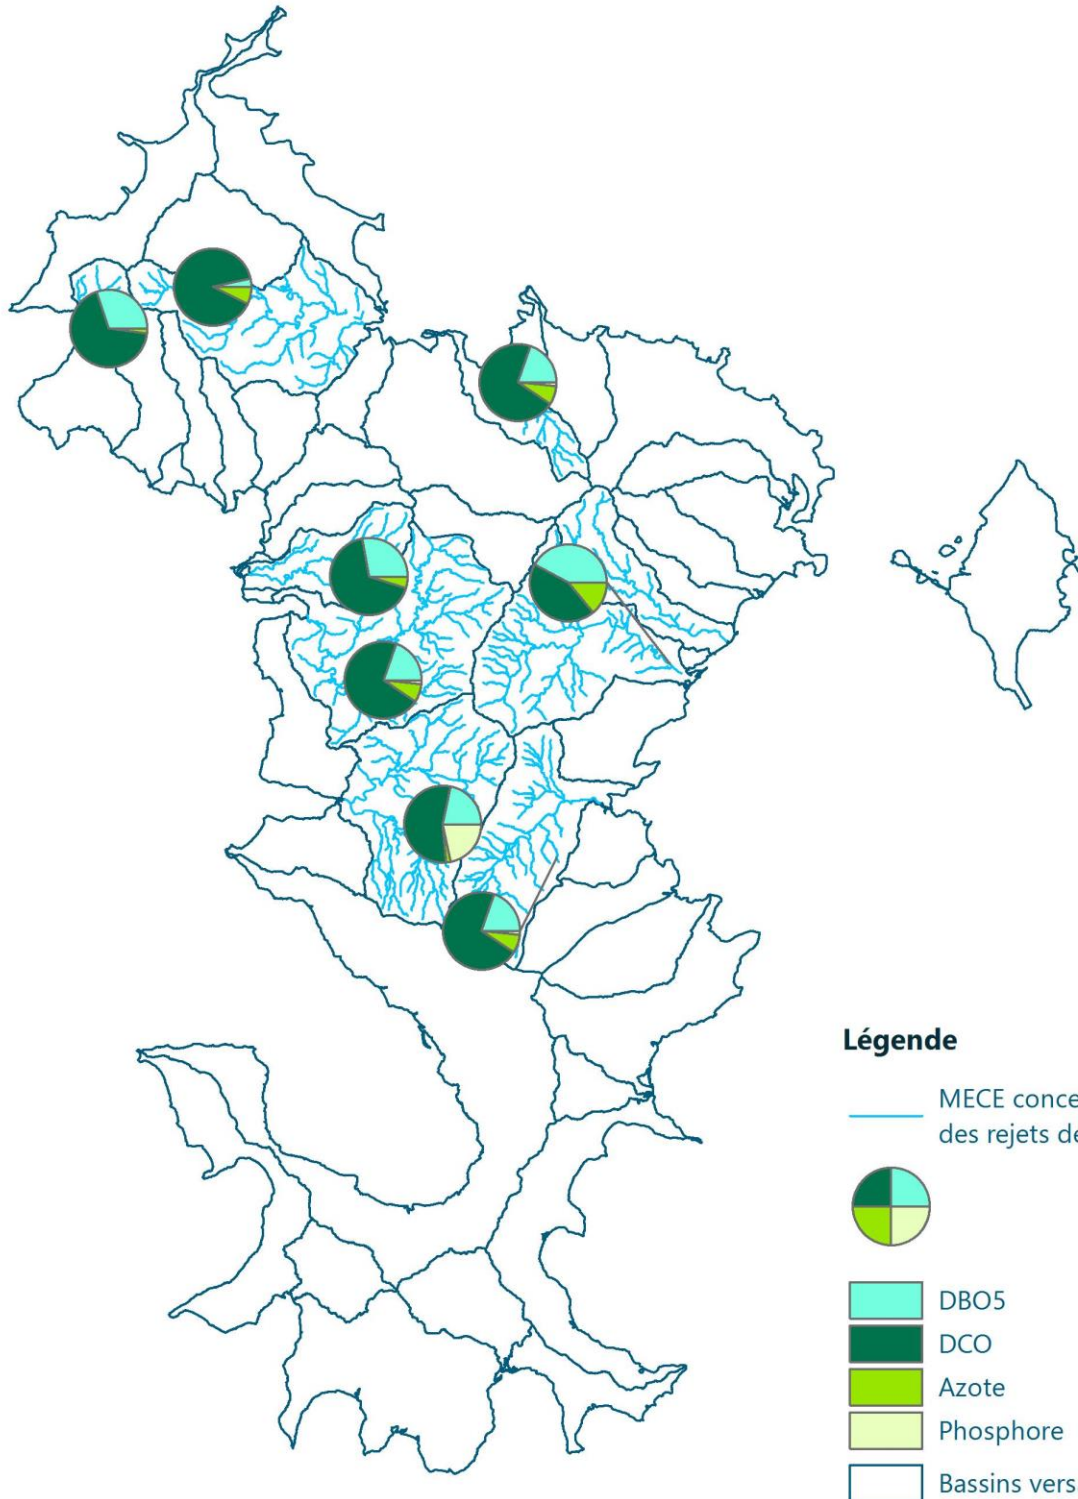 Légende
MECE conce
des rejets de
DBO5
DCO
Azote
Phosphore
Bassins vers